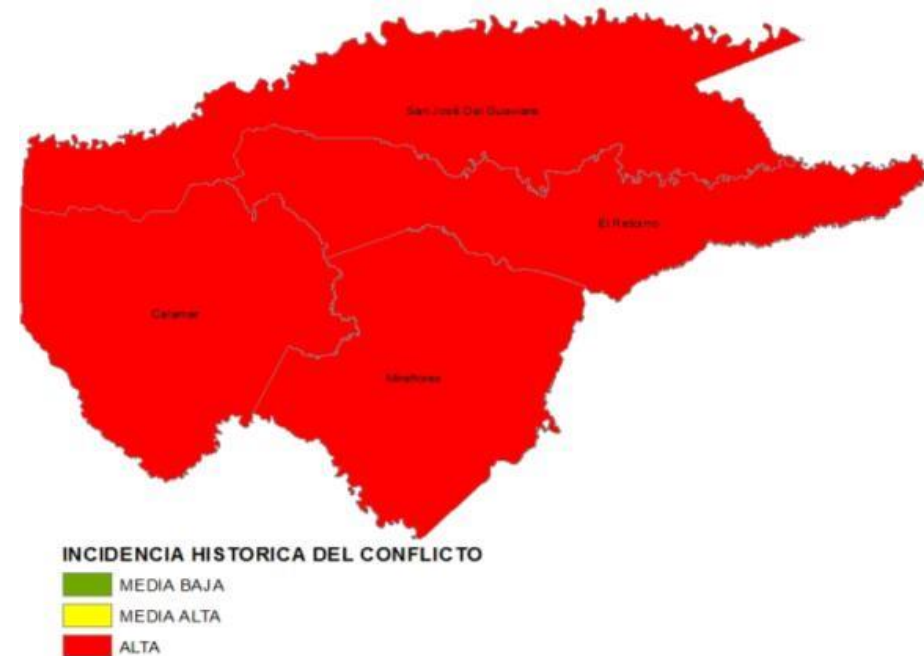 San José Del Guaviare
El Retorno
Calamar
Miraflores
INCIDENCIA HISTORICA DEL CONFLICTO
MEDIA BAJA
MEDIA ALTA
ALTA